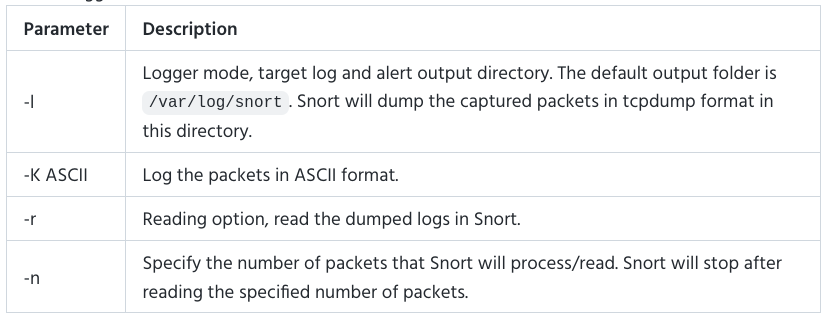 Parameter Description
Logger mode, target log and alert output directory. The default output folder is
-l /var/log/snort . Snort will dump the captured packets in tcpdump format in
this directory.
-K ASCII Log the packets in ASCII format.
-r Reading option, read the dumped logs in Snort.
-n Specify the number of packets that Snort will process/read. Snort will stop after
reading the specified number of packets.